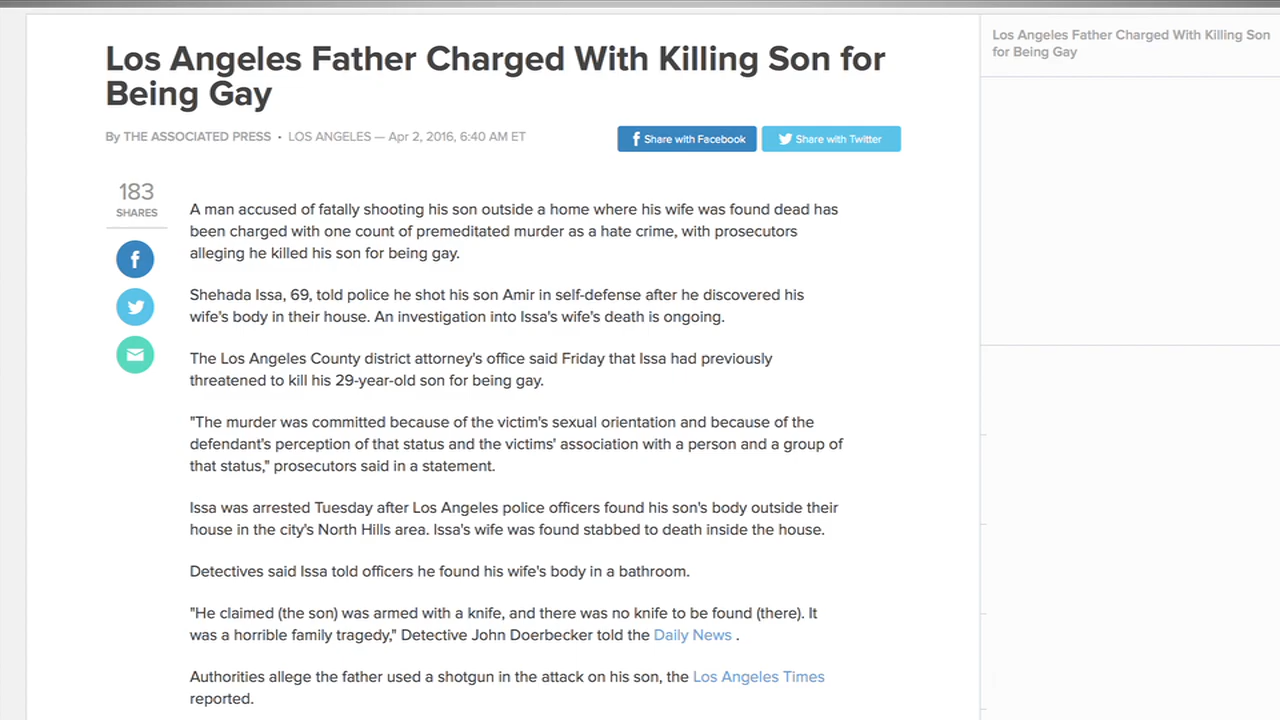 Los Angeles Father Charged With Killing Son for
Being Gay
By THE ASSOCIATED PRESS • LOS ANGELES — Apr 2, 2016, 6:40 AM ET
Share with Facebook
Share with Twitter
183
SHARES
A man accused of fatally shooting his son outside a home where his wife was found dead has
been charged with one count of premeditated murder as a hate crime, with prosecutors
alleging he killed his son for being gay.
Shehada Issa, 69, told police he shot his son Amir in self-defense after he discovered his
wife's body in their house. An investigation into Issa's wife's death is ongoing.
The Los Angeles County district attorney's office said Friday that Issa had previously
threatened to kill his 29-year-old son for being gay.
"The murder was committed because of the victim's sexual orientation and because of the
defendant's perception of that status and the victims' association with a person and a group of
that status," prosecutors said in a statement.
Issa was arrested Tuesday after Los Angeles police officers found his son's body outside their
house in the city's North Hills area. Issa's wife was found stabbed to death inside the house.
Detectives said Issa told officers he found his wife's body in a bathroom.
"He claimed (the son) was armed with a knife, and there was no knife to be found (there). It
was a horrible family tragedy," Detective John Doerbecker told the Daily News .
Authorities allege the father used a shotgun in the attack on his son, the Los Angeles Times
reported.
Los Angeles Father Charged With Killing Son
for Being Gay